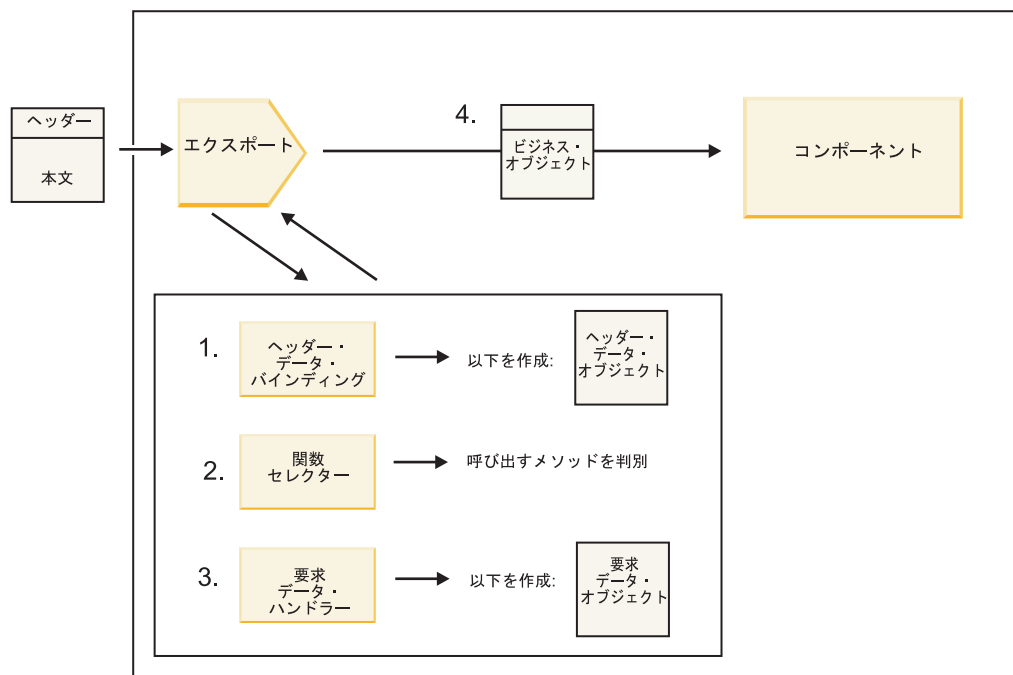 ヘッダー
本文
エクスポート
4.
ビジネス・
オブジェクト
コンポーネント
1.
ヘッダー・
データ・
バインディング
以下を作成:
ヘッダー・
データ・
オブジェクト
2.
関数
セレクター
呼び出すメソッドを判別
3.
要求
データ・
ハンドラー
以下を作成:
要求
データ・
オブジェクト